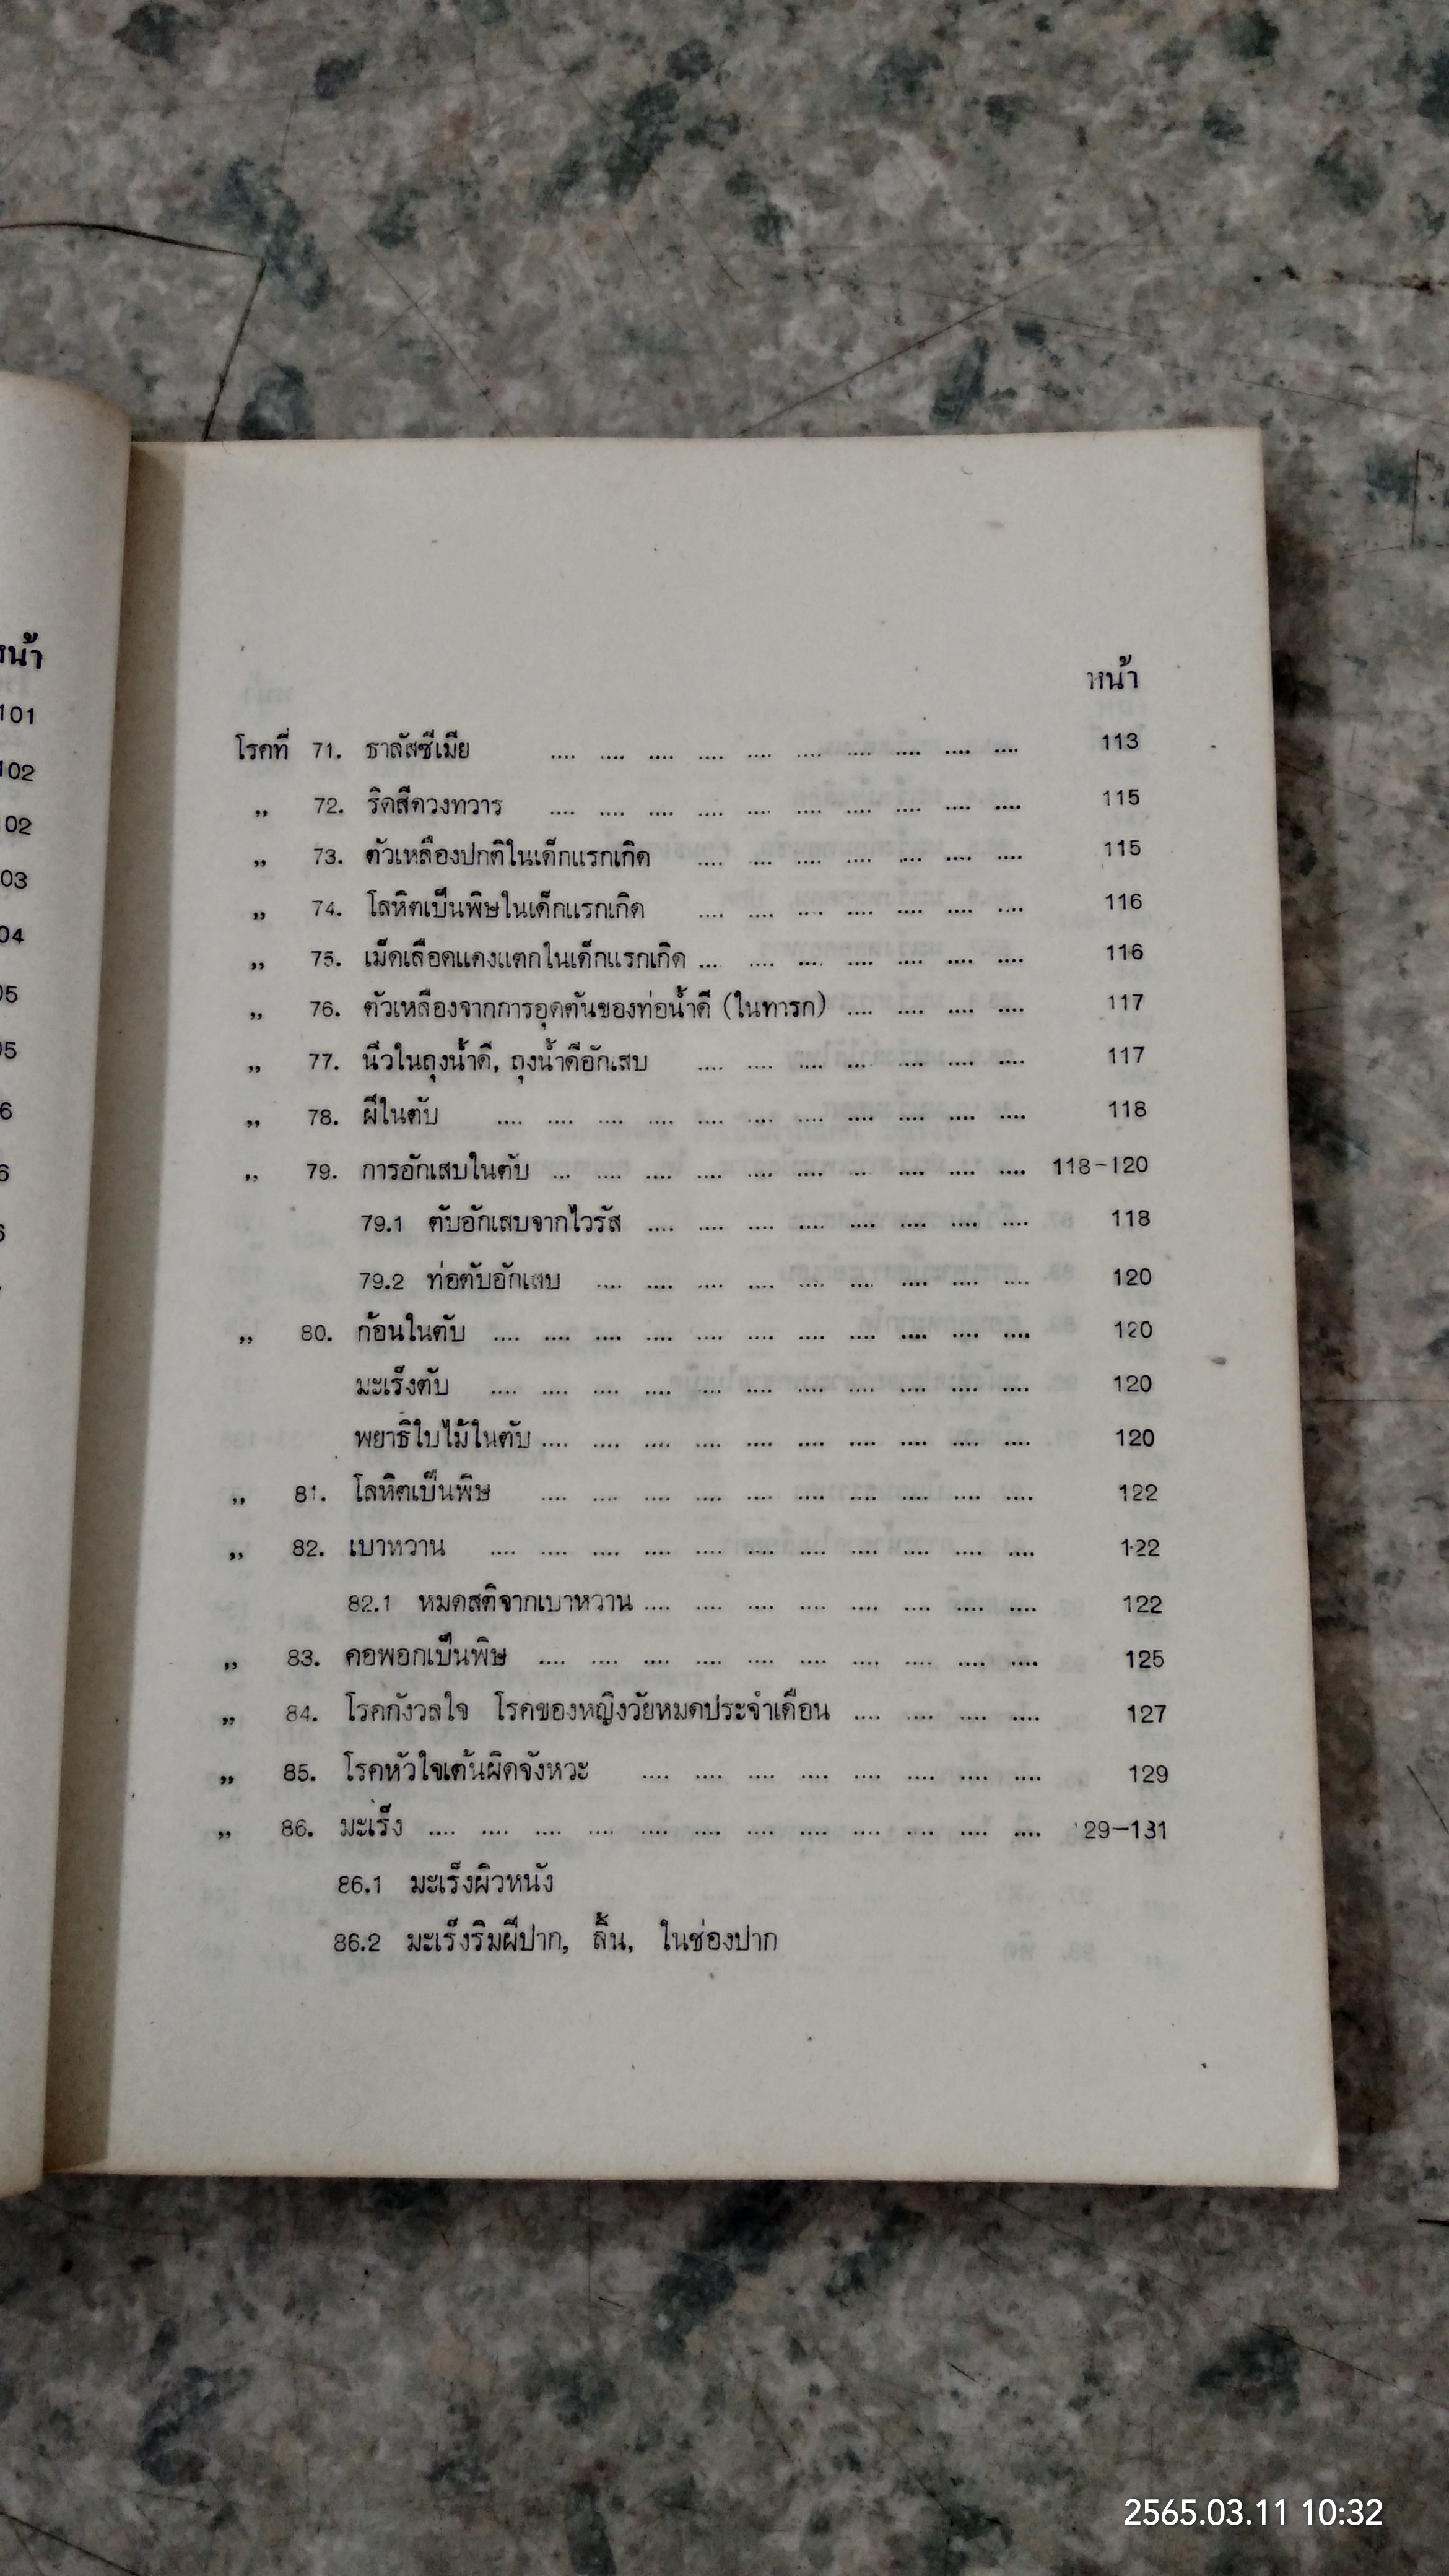 หน้า
101
102
02
03
04
05
05
6
6
6
หน้า
โรคที่ 71. ธาลัสซีเมีย .... .... .... .... .... .... .... .... .... .... 113
,, 72. ริดสีดวงทวาร .... .... .... .... .... .... .... .... .... .... 115
,, 73. ตัวเหลืองปกติในเด็กแรกเกิด .... .... .... .... .... .... .... 115
,, 74. โลหิตเป็นพิษในเด็กแรกเกิด .... .... .... .... .... .... .... 116
,, 75. เม็ดเลือดแดงแตกในเด็กแรกเกิด ... .... .... .... .... .... .... 116
,, 76. ตัวเหลืองจากการอุดตันของท่อน้ำดี (ในทารก) .... .... .... .... 117
,, 77. นิ่วในถุงน้ำดี, ถุงน้ำดีอักเสบ .... .... .... .... .... .... .... 117
,, 78. ฝีในตับ .... .... .... .... .... .... .... .... .... .... .... 118
,, 79. การอักเสบในตับ ... .... .... .... .... .... .... .... .... .... 118-120
79.1 ตับอักเสบจากไวรัส .... .... .... .... .... .... .... .... 118
79.2 ท่อตับอักเสบ .... .... .... .... .... .... .... .... .... 120
,, 80. ก้อนในตับ .... .... .... .... .... .... .... .... .... .... .... 120
มะเร็งตับ .... .... .... .... .... .... .... .... .... .... .... 120
พยาธิใบไม้ในตับ .... .... .... .... .... .... .... .... .... .... 120
,, 81. โลหิตเป็นพิษ .... .... .... .... .... .... .... .... .... .... 122
,, 82. เบาหวาน .... .... .... .... .... .... .... .... .... .... .... 122
82.1 หมดสติจากเบาหวาน .... .... .... .... .... .... .... .... 122
,, 83. คอพอกเป็นพิษ .... .... .... .... .... .... .... .... .... .... 125
,, 84. โรคกังวลใจ โรคของหญิงวัยหมดประจำเดือน .... .... .... .... 127
,, 85. โรคหัวใจเต้นผิดจังหวะ .... .... .... .... .... .... .... .... 129
,, 86. มะเร็ง .... .... .... .... .... .... .... .... .... .... .... .... 129-131
86.1 มะเร็งผิวหนัง
86.2 มะเร็งริมฝีปาก, ลิ้น, ในช่องปาก
2565.03.11 10:32